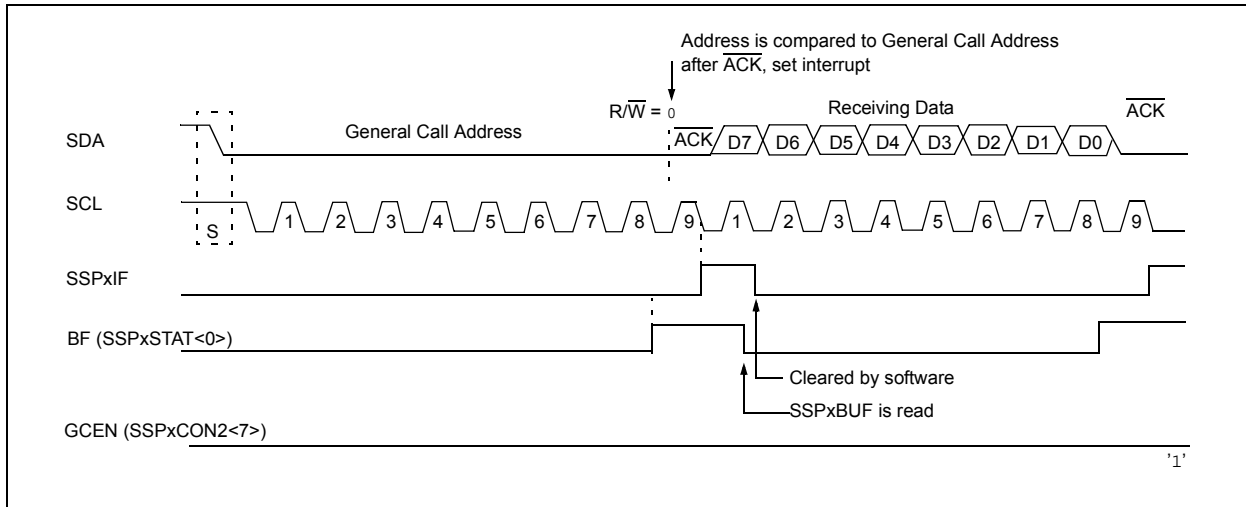 Address is compared to General Call Address
after ACK, set interrupt
R/W = 0
Receiving Data
ACK
SDA
General Call Address
ACK
D7 D6 D5 D4 D3 D2 D1 D0
SCL
S
1 2 3 4 5 6 7 8 9 1 2 3 4 5 6 7 8 9
SSPxIF
BF (SSPxSTAT<0>)
Cleared by software
SSPxBUF is read
GCEN (SSPxCON2<7>)
'1'